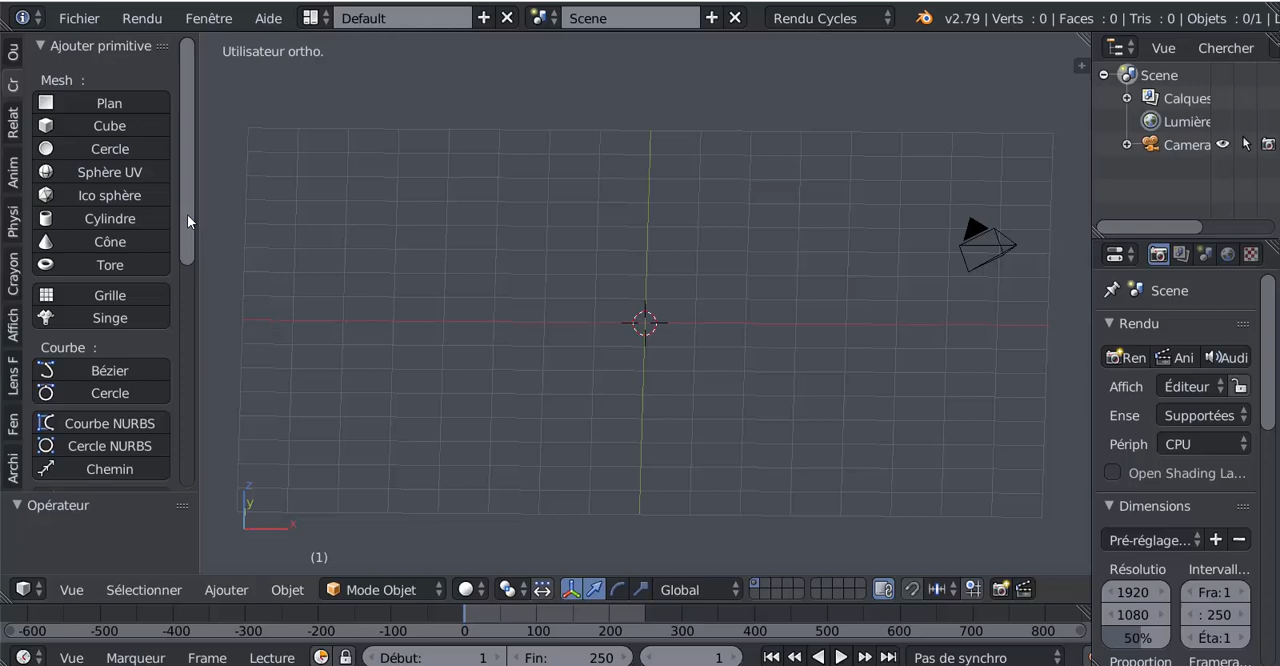 Fichier Rendu Fenêtre Aide Default Scene Rendu Cycles v2.79 | Verts : 0 | Faces : 0 | Tris : 0 | Objets : 0/1 | L
Ou
Cr
Relat
Anim
Physi
Crayon
Affich
Lens F
Fen
Archi
Ajouter primitive
Mesh :
Plan
Cube
Cercle
Sphère UV
Ico sphère
Cylindre
Cône
Tore
Grille
Singe
Courbe :
Bézier
Cercle
Courbe NURBS
Cercle NURBS
Chemin
Opérateur
Utilisateur ortho.
z
y
x
(1)
Vue Sélectionner Ajouter Objet Mode Objet Global
-600 -500 -400 -300 -200 -100 0 100 200 300 400 500 600 700 800
Vue Marqueur Frame Lecture Début: 1 Fin: 250 1 Pas de synchro
Vue Chercher
Scene
Calques
Lumière
Camera
Scene
Rendu
Ren Ani Audi
Affich Éditeur
Ense Supportées
Périph CPU
Open Shading La...
Dimensions
Pré-réglage...
Résolutio Intervall
1920 Fra:1
1080 : 250
50% Éta:1
Proportion Framera